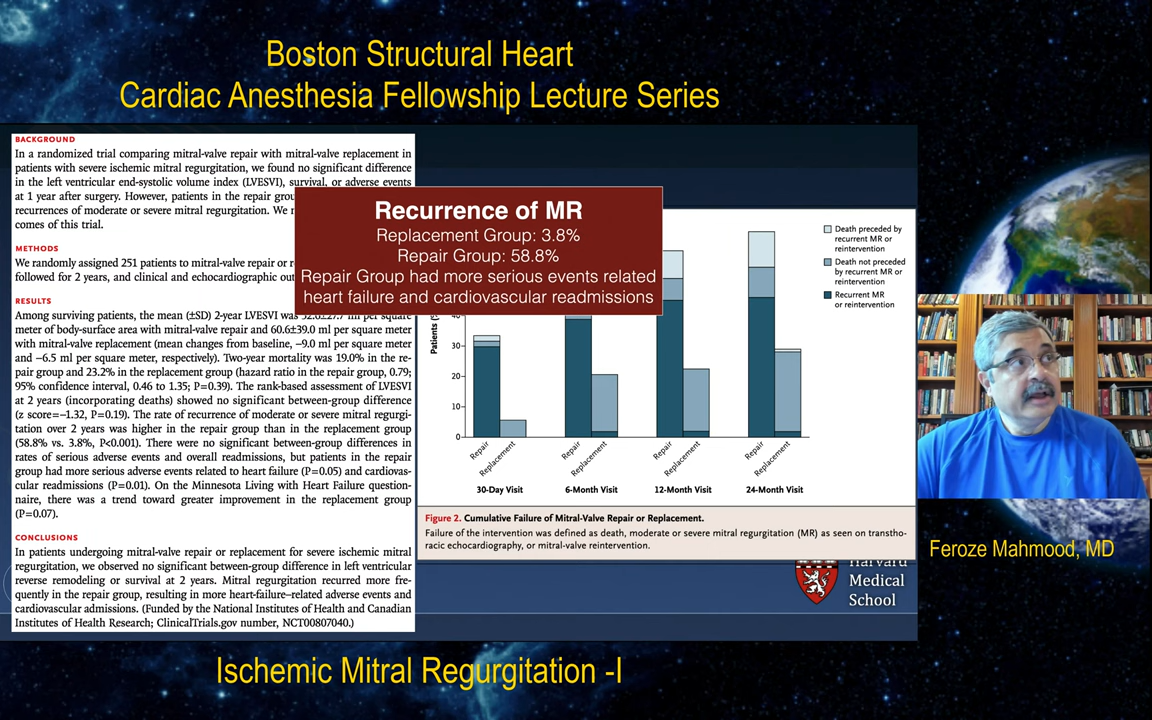 Boston Structural Heart
Cardiac Anesthesia Fellowship Lecture Series
BACKGROUND
In a randomized trial comparing mitral-valve repair with mitral-valve replacement in
patients with severe ischemic mitral regurgitation, we found no significant difference
in the left ventricular end-systolic volume index (LVESVI), survival, or adverse events
at 1 year after surgery. However, patients in the repair
recurrences of moderate or severe mitral regurgitation. We
comes of this trial.
METHODS
We randomly assigned 251 patients to mitral-valve repair or
followed for 2 years, and clinical and echocardiographic
RESULTS
Among surviving patients, the mean (±SD) 2-year LVESVI was per square
meter of body-surface area with mitral-valve repair and 60.6±39.0 ml per square meter
with mitral-valve replacement (mean changes from baseline, −9.0 ml per square meter
and −6.5 ml per square meter, respectively). Two-year mortality was 19.0% in the re-
pair group and 23.2% in the replacement group (hazard ratio in the repair group, 0.79;
95% confidence interval, 0.46 to 1.35; P=0.39). The rank-based assessment of LVESVI
at 2 years (incorporating deaths) showed no significant between-group difference
(z score=−1.32, P=0.19). The rate of recurrence of moderate or severe mitral regurgi-
tation over 2 years was higher in the repair group than in the replacement group
(58.8% vs. 3.8%, P<0.001). There were no significant between-group differences in
rates of serious adverse events and overall readmissions, but patients in the repair
group had more serious adverse events related to heart failure (P=0.05) and cardiovas-
cular readmissions (P=0.01). On the Minnesota Living with Heart Failure question-
naire, there was a trend toward greater improvement in the replacement group
(P=0.07).
CONCLUSIONS
In patients undergoing mitral-valve repair or replacement for severe ischemic mitral
regurgitation, we observed no significant between-group difference in left ventricular
reverse remodeling or survival at 2 years. Mitral regurgitation recurred more fre-
quently in the repair group, resulting in more heart-failure–related adverse events and
cardiovascular admissions. (Funded by the National Institutes of Health and Canadian
Institutes of Health Research; ClinicalTrials.gov number, NCT00807040.)
Recurrence of MR
Replacement Group: 3.8%
Repair Group: 58.8%
Repair Group had more serious events related
heart failure and cardiovascular readmissions
Death preceded by
recurrent MR or
reintervention
Death not preceded
by recurrent MR or
reintervention
Recurrent MR
or reintervention
Patients
30
20
10
0
Repair
Replacement
Repair
Replacement
Repair
Replacement
Repair
Replacement
30-Day Visit
6-Month Visit
12-Month Visit
24-Month Visit
Figure 2. Cumulative Failure of Mitral-Valve Repair or Replacement.
Failure of the intervention was defined as death, moderate or severe mitral regurgitation (MR) as seen on transtho-
racic echocardiography, or mitral-valve reintervention.
Harvard
Medical
School
Feroze Mahmood, MD
Ischemic Mitral Regurgitation -I